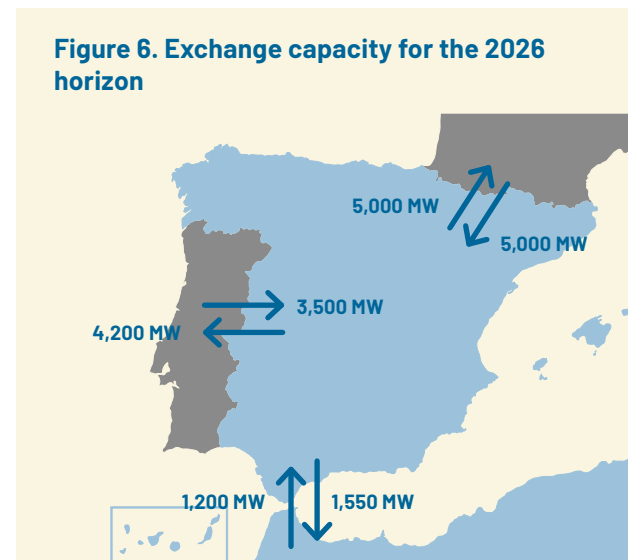 Figure 6. Exchange capacity for the 2026
horizon
5,000 MW
5,000 MW
3,500 MW
4,200 MW
1,200 MW
1,550 MW